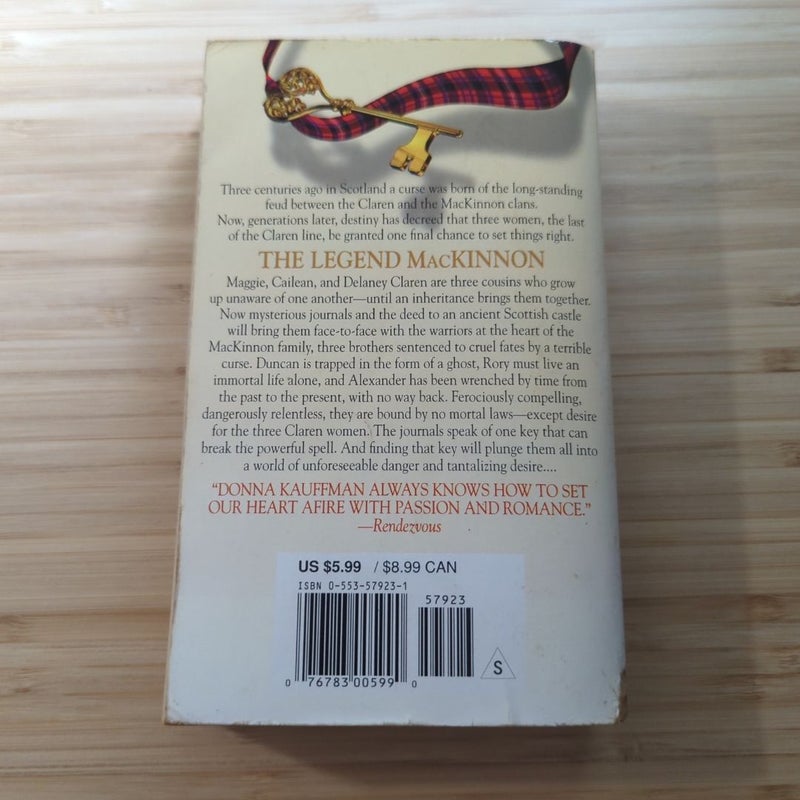 Three centuries ago in Scotland a curse was born of the long-standing
feud between the Claren and the MacKinnon clans.
Now, generations later, destiny has decreed that three women, the last
of the Claren line, be granted one final chance to set things right.
THE LEGEND MACKINNON
Maggie, Cailean, and Delaney Claren are three cousins who grow
up unaware of one another—until an inheritance brings them together.
Now mysterious journals and the deed to an ancient Scottish castle
will bring them face-to-face with the warriors at the heart of the
MacKinnon family, three brothers sentenced to cruel fates by a terrible
curse. Duncan is trapped in the form of a ghost, Rory must live an
immortal life alone, and Alexander has been wrenched by time from
the past to the present, with no way back. Ferociously compelling,
dangerously relentless, they are bound by no mortal laws—except desire
for the three Claren women. The journals speak of one key that can
break the powerful spell. And finding that key will plunge them all into
a world of unforeseeable danger and tantalizing desire....
“DONNA KAUFFMAN ALWAYS KNOWS HOW TO SET
OUR HEART AFIRE WITH PASSION AND ROMANCE.”
—Rendezvous
US $5.99 / $8.99 CAN
ISBN 0-553-57923-1
57923
S
0 76783 00599 0